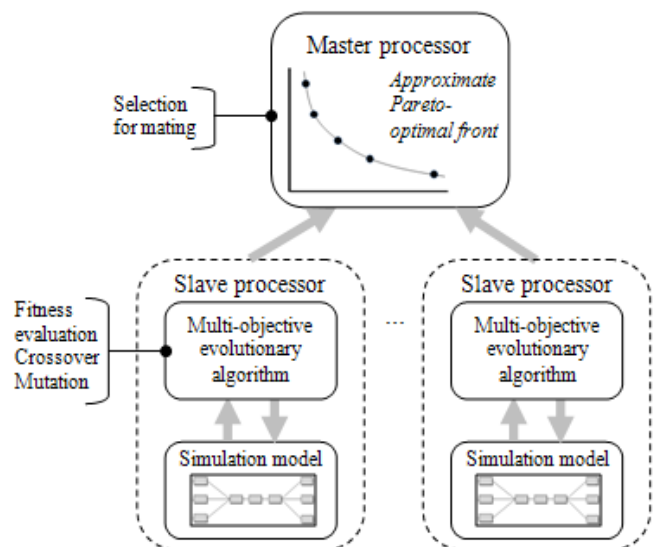 Master processor
Approximate
Pareto-
optimal front
Selection
for mating
Slave processor
Multi-objective
evolutionary
algorithm
Simulation model
Fitness
evaluation
Crossover
Mutation
...
Slave processor
Multi-objective
evolutionary
algorithm
Simulation model